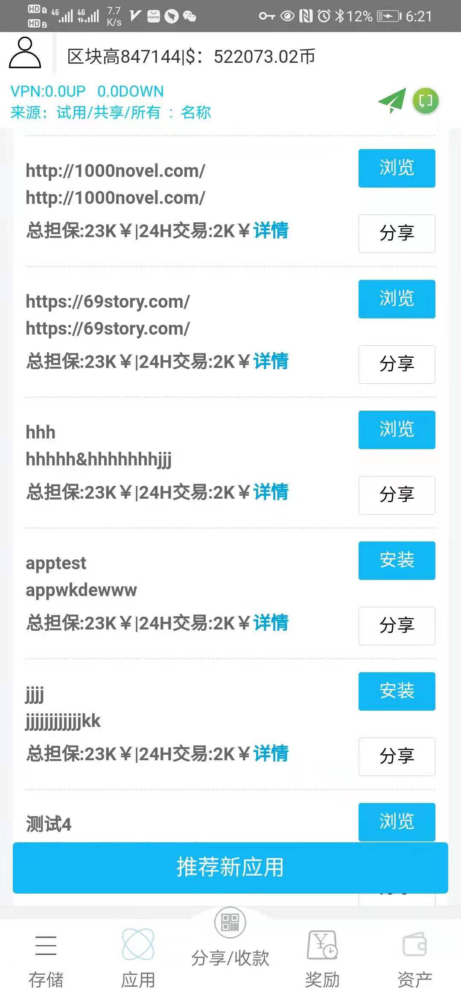 HD 1 4G 4G 7.7 K/s HUAWEI 12% 6:21
HD 2
区块高847144|$：522073.02币
VPN:0.0UP 0.0DOWN
来源：试用/共享/所有：名称
http://1000novel.com/
浏览
http://1000novel.com/
总担保:23K￥|24H交易:2K￥详情
分享
https://69story.com/
浏览
https://69story.com/
总担保:23K￥|24H交易:2K￥详情
分享
hhh
浏览
hhhhh&hhhhhhhjjj
总担保:23K￥|24H交易:2K￥详情
分享
apptest
安装
appwkdewww
总担保:23K￥|24H交易:2K￥详情
分享
jjjj
安装
jjjjjjjjjjjjkk
总担保:23K￥|24H交易:2K￥详情
分享
测试4
浏览
推荐新应用
存储
应用
分享/收款
奖励
资产